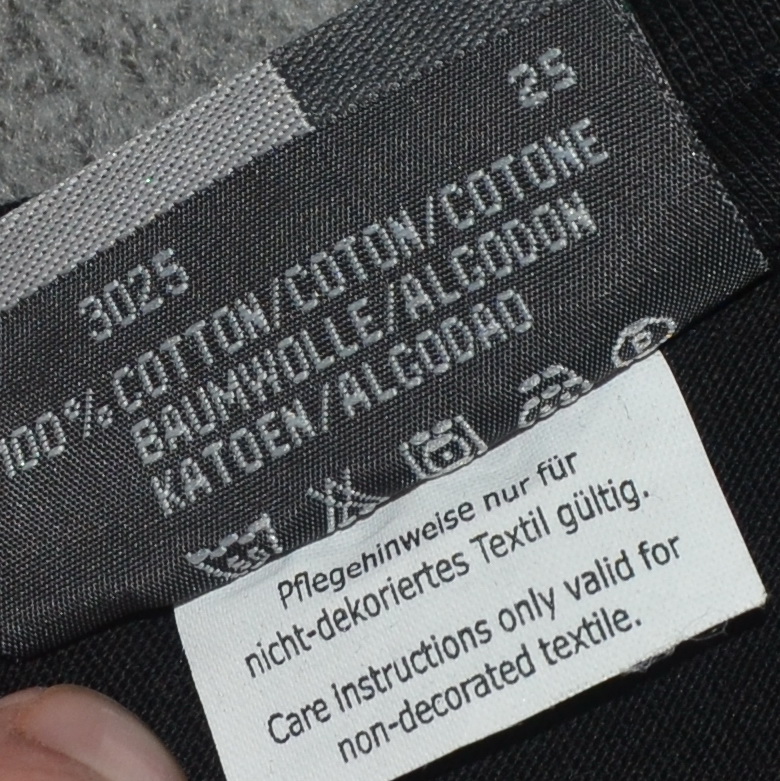 25
3025
100% COTTON/COTON/COTONE
BAUMWOLLE/ALGODON
KATOEN/ALGODAO
Pflegehinweise nur für
nicht-dekoriertes Textil gültig.
Care Instructions only valid for
non-decorated textile.